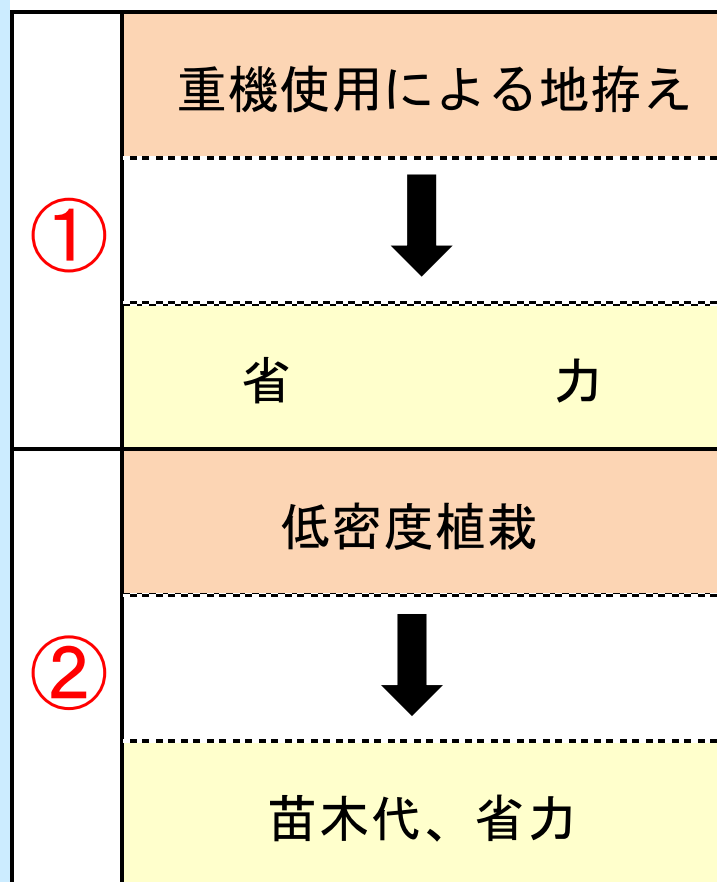 ①
重機使用による地拵え
省　　　　　力
②
低密度植栽
苗木代、省力